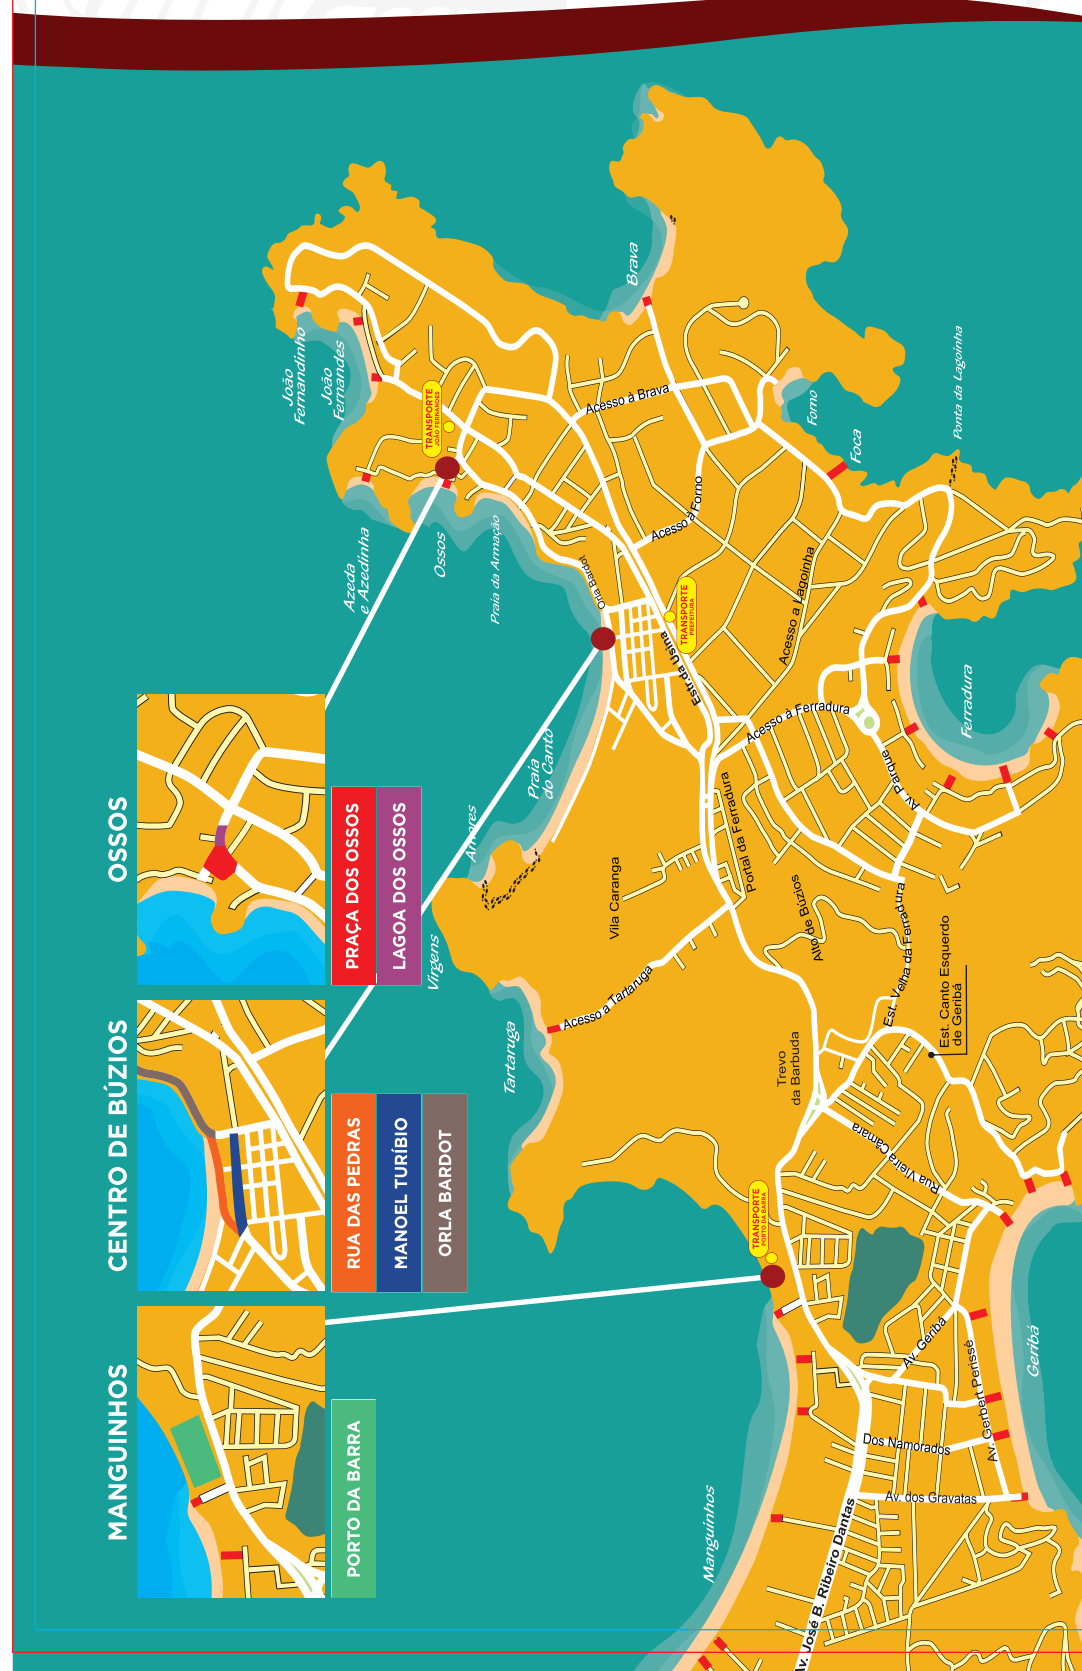 OSSOS
PRAÇA DOS OSSOS
LAGOA DOS OSSOS
CENTRO DE BÚZIOS
RUA DAS PEDRAS
MANOEL TURÍBIO
ORLA BARDOT
MANGUINHOS
PORTO DA BARRA
João
Fernandinho
João
Fernandes
TRANSPORTE
JOÃO FERNANDES
Azeda
e Azedinha
Ossos
Praia da Armação
Orla Bardot
Brava
Acesso à Brava
Acesso à Forno
Forno
Foca
Ponta da Lagoinha
Acesso a Lagoinha
TRANSPORTE
PREFEITURA
Estr.da Usina
Acesso à Ferradura
Ferradura
Av. Parque
Portal da Ferradura
Praia
do Canto
Amores
Virgens
Vila Caranga
Alto de Búzios
Acesso a Tartaruga
Tartaruga
Est. Velha da Ferradura
Est. Canto Esquerdo
de Geribá
Trevo
da Barbuda
Rua Vieira Camara
TRANSPORTE
PORTO DA BARRA
Av. Geriba
Geribá
Av. Gerbert Perissé
Dos Namorados
Av. dos Gravatas
Manguinhos
Av. José B. Ribeiro Dantas